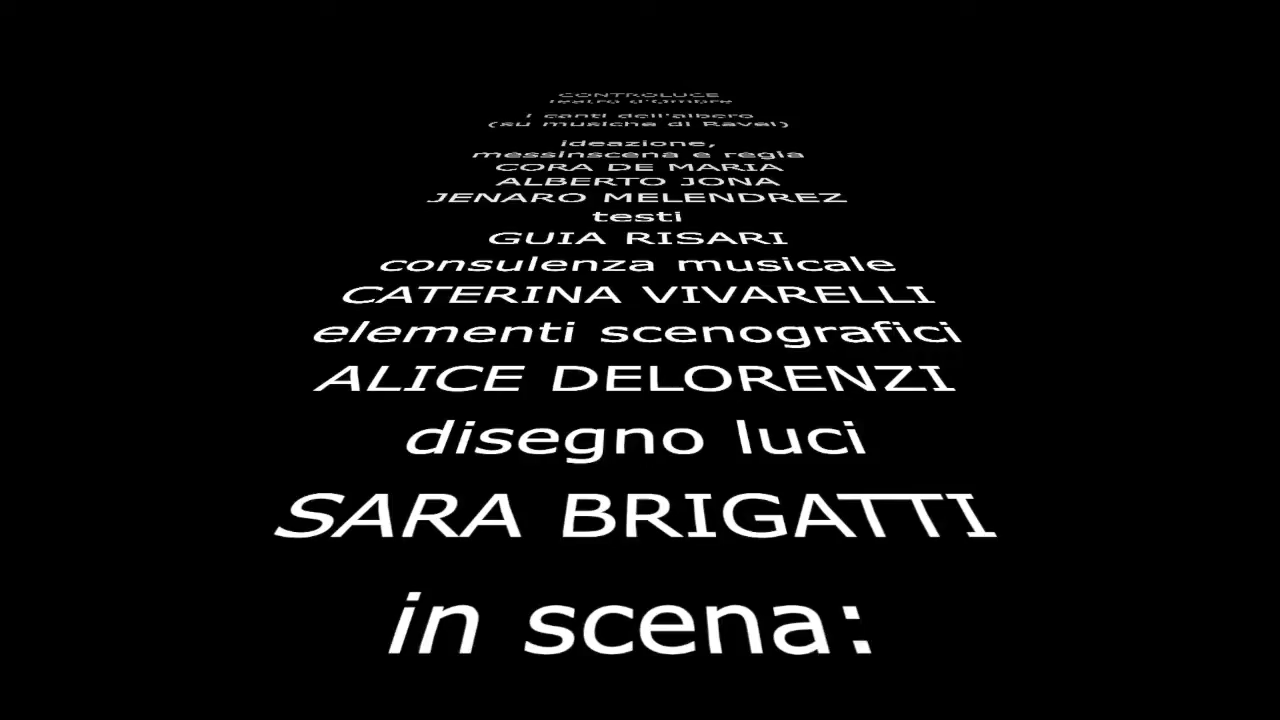 CONTROLUCE
Teatro d'Ombre
I canti dell'albero
(su musiche di Ravel)
ideazione,
messinscena e regia
CORA DE MARIA
ALBERTO JONA
JENARO MELENDREZ
testi
GUIA RISARI
consulenza musicale
CATERINA VIVARELLI
elementi scenografici
ALICE DELORENZI
disegno luci
SARA BRIGATTI
in scena: